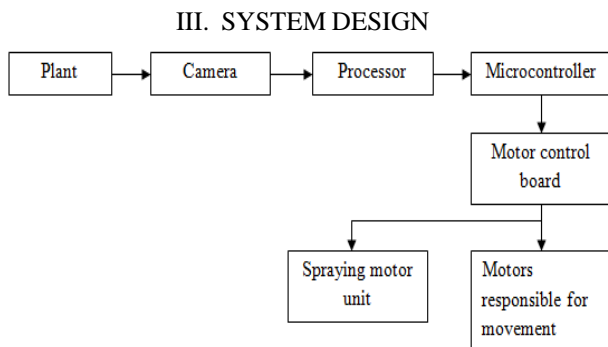 III. SYSTEM DESIGN
Plant
Camera
Processor
Microcontroller
Motor control
board
Spraying motor
unit
Motors
responsible for
movement